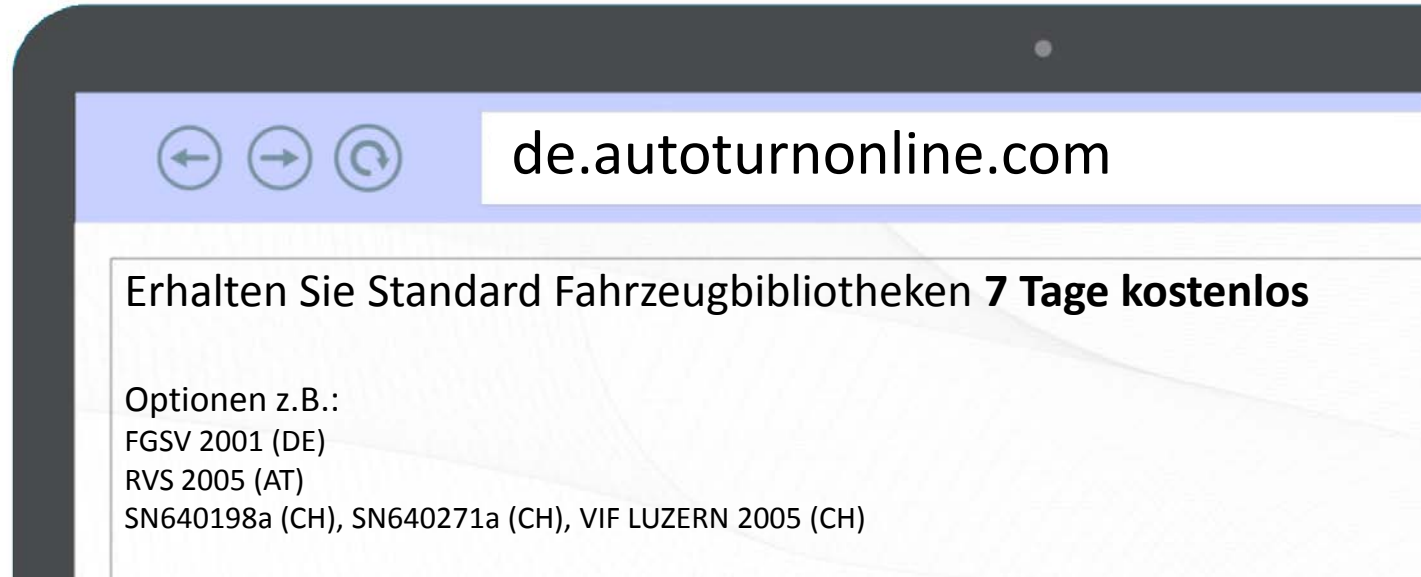 de.autoturnonline.com
Erhalten Sie Standard Fahrzeugbibliotheken 7 Tage kostenlos
Optionen z.B.:
FGSV 2001 (DE)
RVS 2005 (AT)
SN640198a (CH), SN640271a (CH), VIF LUZERN 2005 (CH)